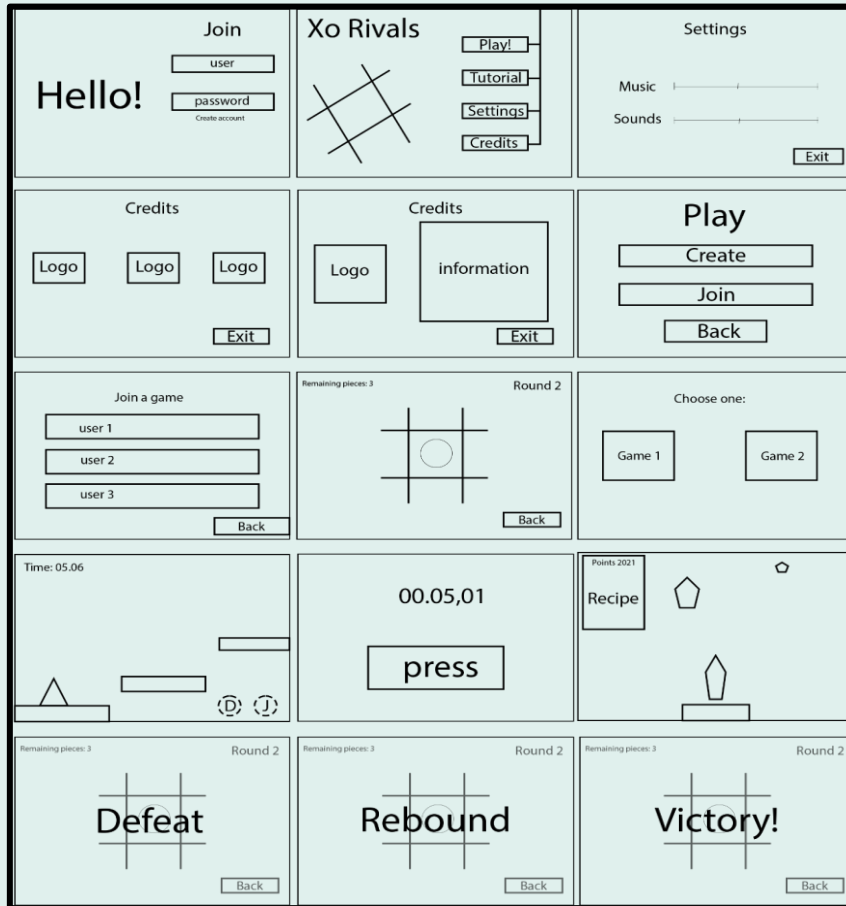 Join
user
Hello!
password
Create account
Xo Rivals
Play!
Tutorial
Settings
Credits
Settings
Music
Sounds
Exit
Credits
Logo Logo Logo
Exit
Credits
Logo
information
Exit
Play
Create
Join
Back
Join a game
user 1
user 2
user 3
Back
Remaining pieces: 3
Round 2
Back
Choose one:
Game 1
Game 2
Time: 05.06
D J
00.05,01
press
Points 2021
Recipe
Remaining pieces: 3
Round 2
Defeat
Back
Remaining pieces: 3
Round 2
Rebound
Back
Remaining pieces: 3
Round 2
Victory!
Back